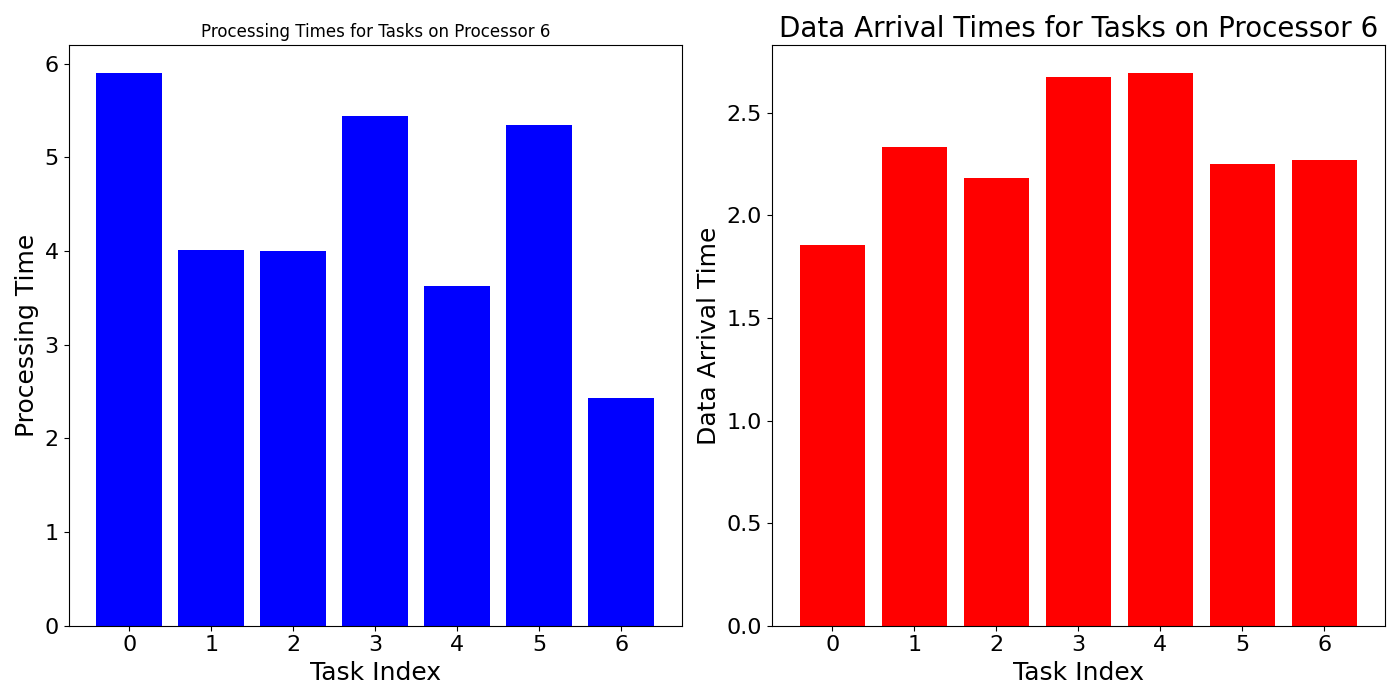 Processing Times for Tasks on Processor 6
Processing Time
6
5
4
3
2
1
0
0 1 2 3 4 5 6
Task Index
Data Arrival Times for Tasks on Processor 6
Data Arrival Time
2.5
2.0
1.5
1.0
0.5
0.0
0 1 2 3 4 5 6
Task Index